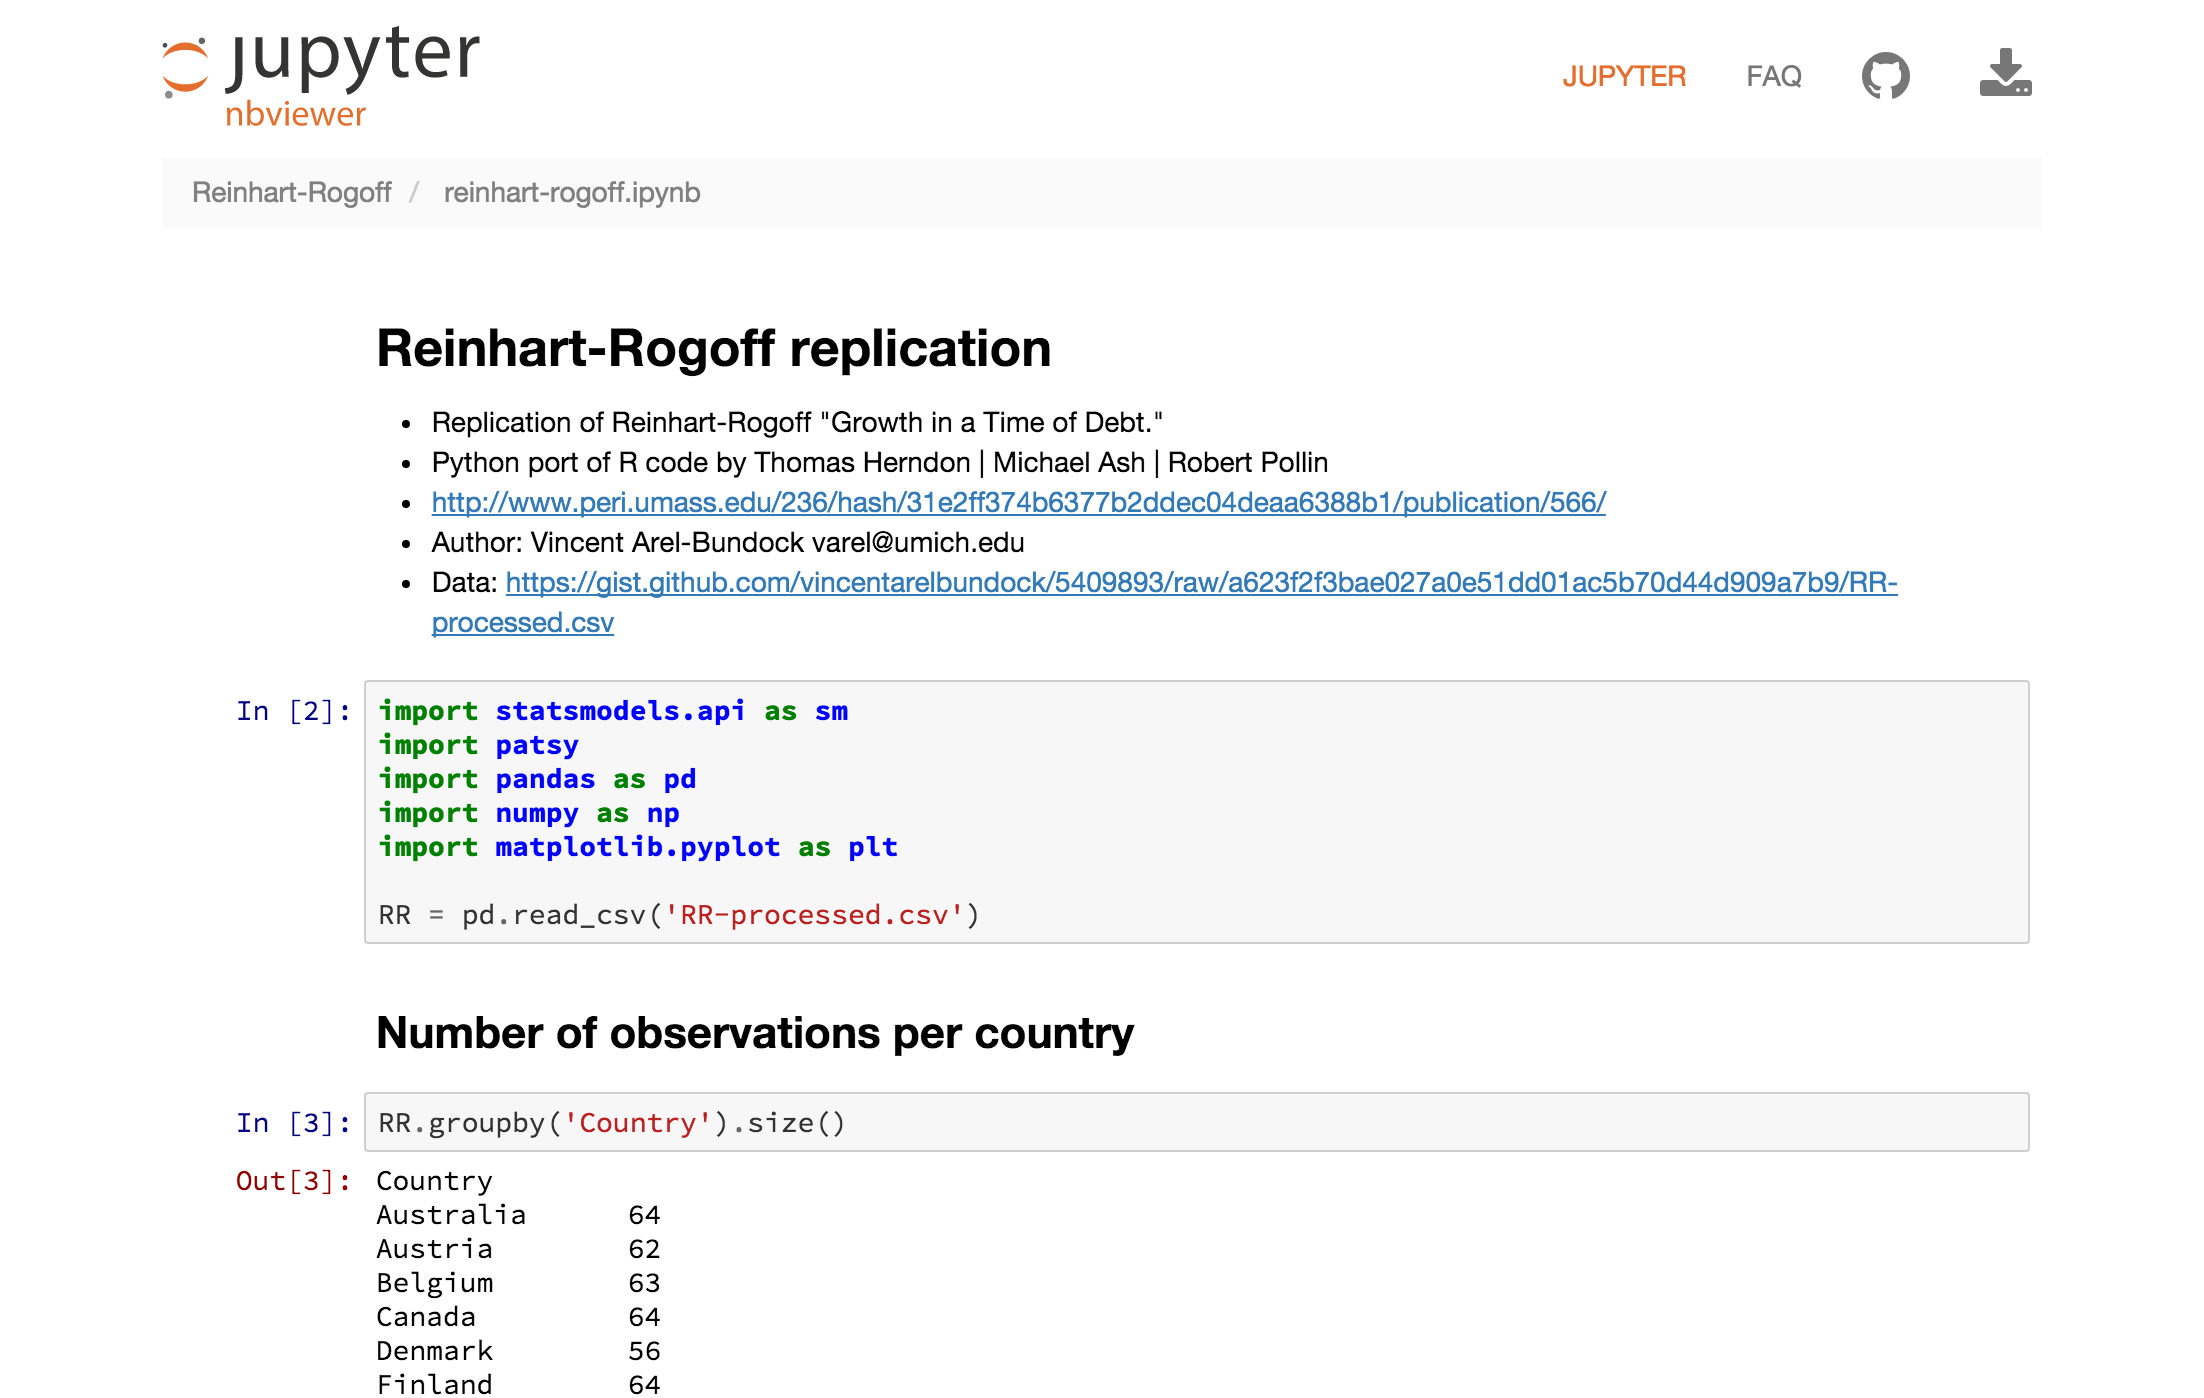 jupyter
nbviewer
JUPYTER FAQ
Reinhart-Rogoff / reinhart-rogoff.ipynb
Reinhart-Rogoff replication
Replication of Reinhart-Rogoff "Growth in a Time of Debt."
Python port of R code by Thomas Herndon | Michael Ash | Robert Pollin
http://www.peri.umass.edu/236/hash/31e2ff374b6377b2ddec04deaa6388b1/publication/566/
Author: Vincent Arel-Bundock varel@umich.edu
Data: https://gist.github.com/vincentarelbundock/5409893/raw/a623f2f3bae027a0e51dd01ac5b70d44d909a7b9/RR-
processed.csv
In [2]: import statsmodels.api as sm
import patsy
import pandas as pd
import numpy as np
import matplotlib.pyplot as plt
RR = pd.read_csv('RR-processed.csv')
Number of observations per country
In [3]: RR.groupby('Country').size()
Out[3]: Country
Australia 64
Austria 62
Belgium 63
Canada 64
Denmark 56
Finland 64